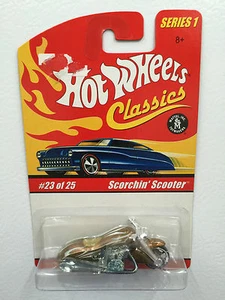 SERIES 1
8+
Hot Wheels
Classics
#23 of 25
Scorchin' Scooter